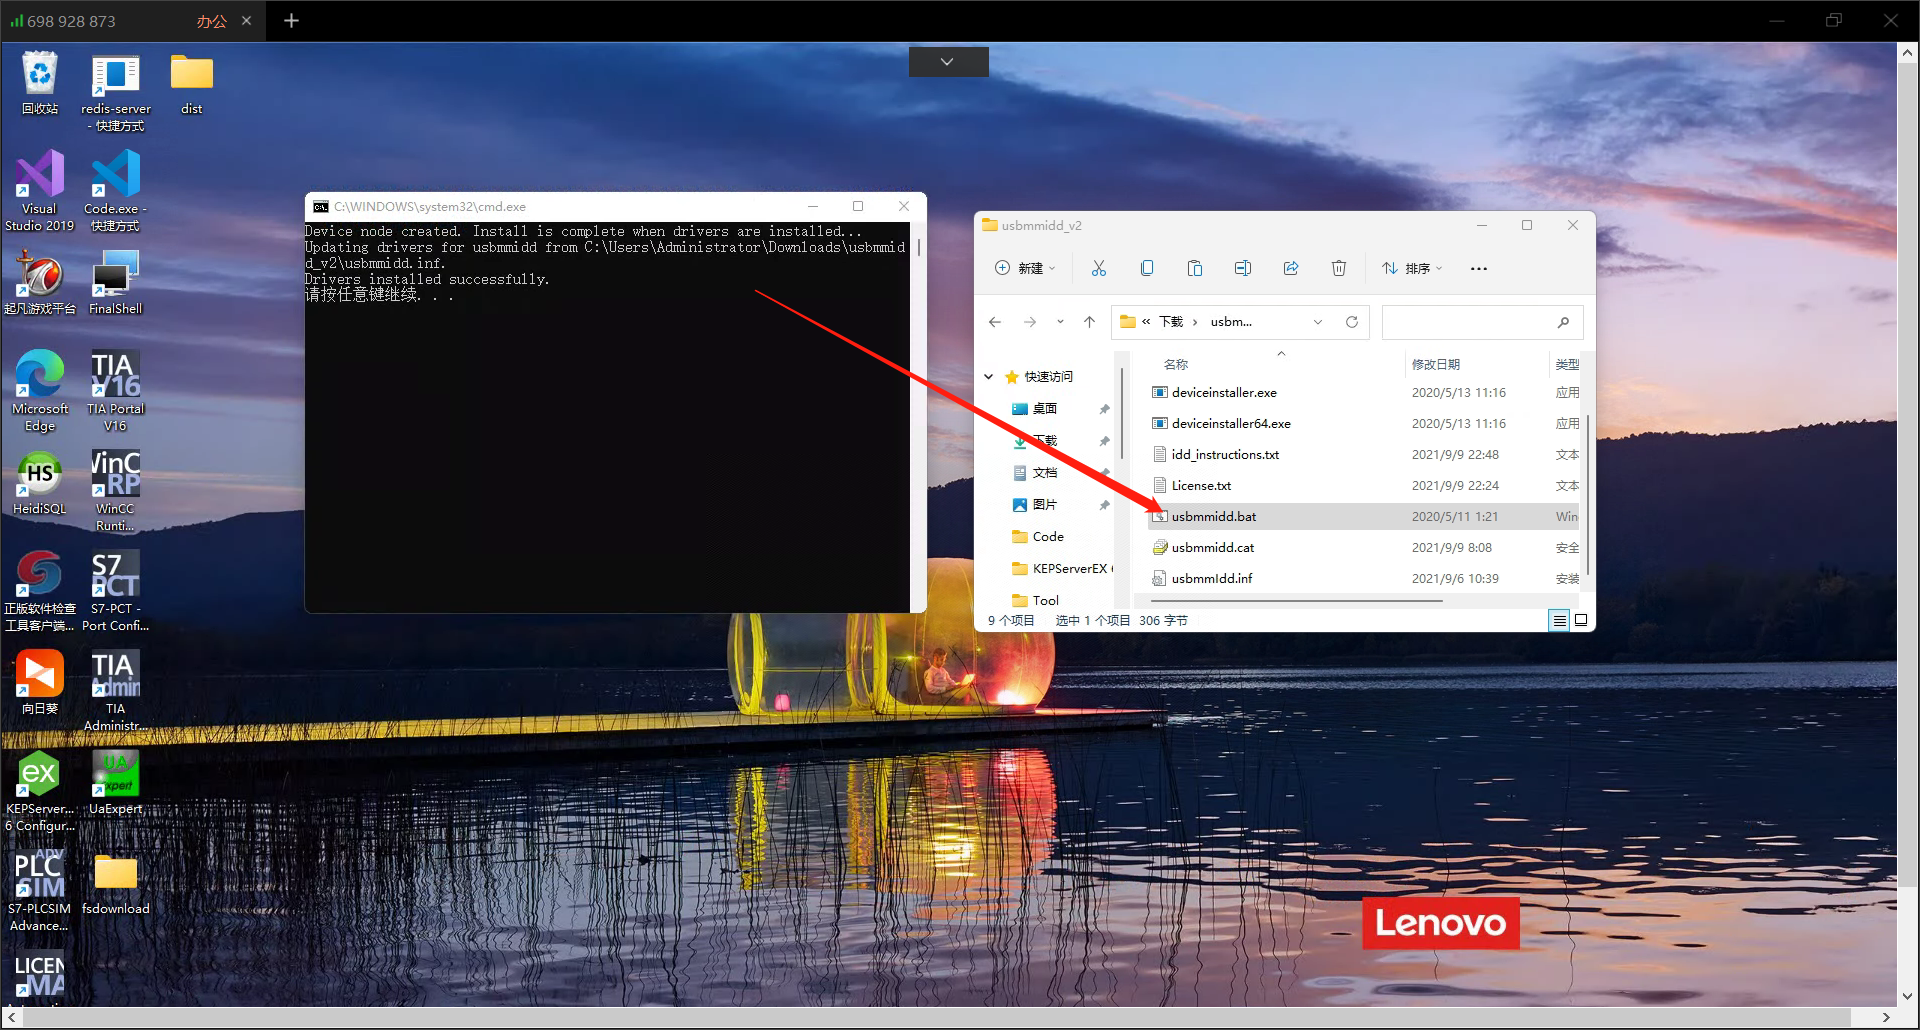 698 928 873
办公
回收站
redis-server
- 快捷方式
dist
Visual
Studio 2019
Code.exe -
快捷方式
起凡游戏平台
FinalShell
TIA
V16
Microsoft
Edge
TIA Portal
V16
HS
HeidiSQL
WinCC
Runti...
S7
PCT
正版软件检查
工具客户端...
S7-PCT -
Port Confi...
TIA
Admin
向日葵
TIA
Administr...
ex
UA
expert
KEPServer...
6 Configur...
UaExpert
PLC
SIM
ADV
S7-PLCSIM
Advance...
fsdownload
LICEN
MA
C:\WINDOWS\system32\cmd.exe
Device node created. Install is complete when drivers are installed...
Updating drivers for usbmmidd from C:\Users\Administrator\Downloads\usbmmid
d_v2\usbmmidd.inf.
Drivers installed successfully.
请按任意键继续. . .
usbmmidd_v2
新建
排序
« 下载 › usbm...
快速访问
桌面
下载
文档
图片
Code
KEPServerEX 6
Tool
名称 修改日期 类型
deviceinstaller.exe 2020/5/13 11:16 应用
deviceinstaller64.exe 2020/5/13 11:16 应用
idd_instructions.txt 2021/9/9 22:48 文本
License.txt 2021/9/9 22:24 文本
usbmmidd.bat 2020/5/11 1:21 Win
usbmmidd.cat 2021/9/9 8:08 安全
usbmmIdd.inf 2021/9/6 10:39 安装
9 个项目 选中 1 个项目 306 字节
Lenovo